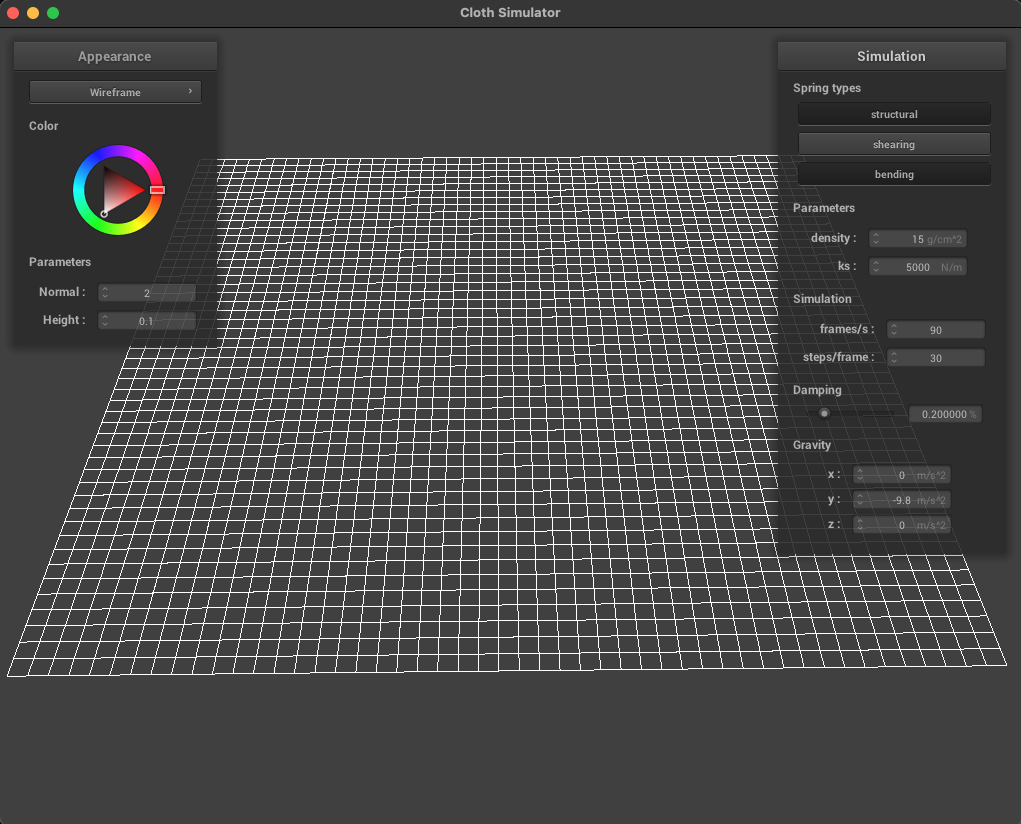 Cloth Simulator
Appearance
Wireframe
Color
Parameters
Normal : 2
Height : 0.1
Simulation
Spring types
structural
shearing
bending
Parameters
density : 15 g/cm^2
ks : 5000 N/m
Simulation
frames/s : 90
steps/frame : 30
Damping
0.200000 %
Gravity
x : 0 m/s^2
y : -9.8 m/s^2
z : 0 m/s^2